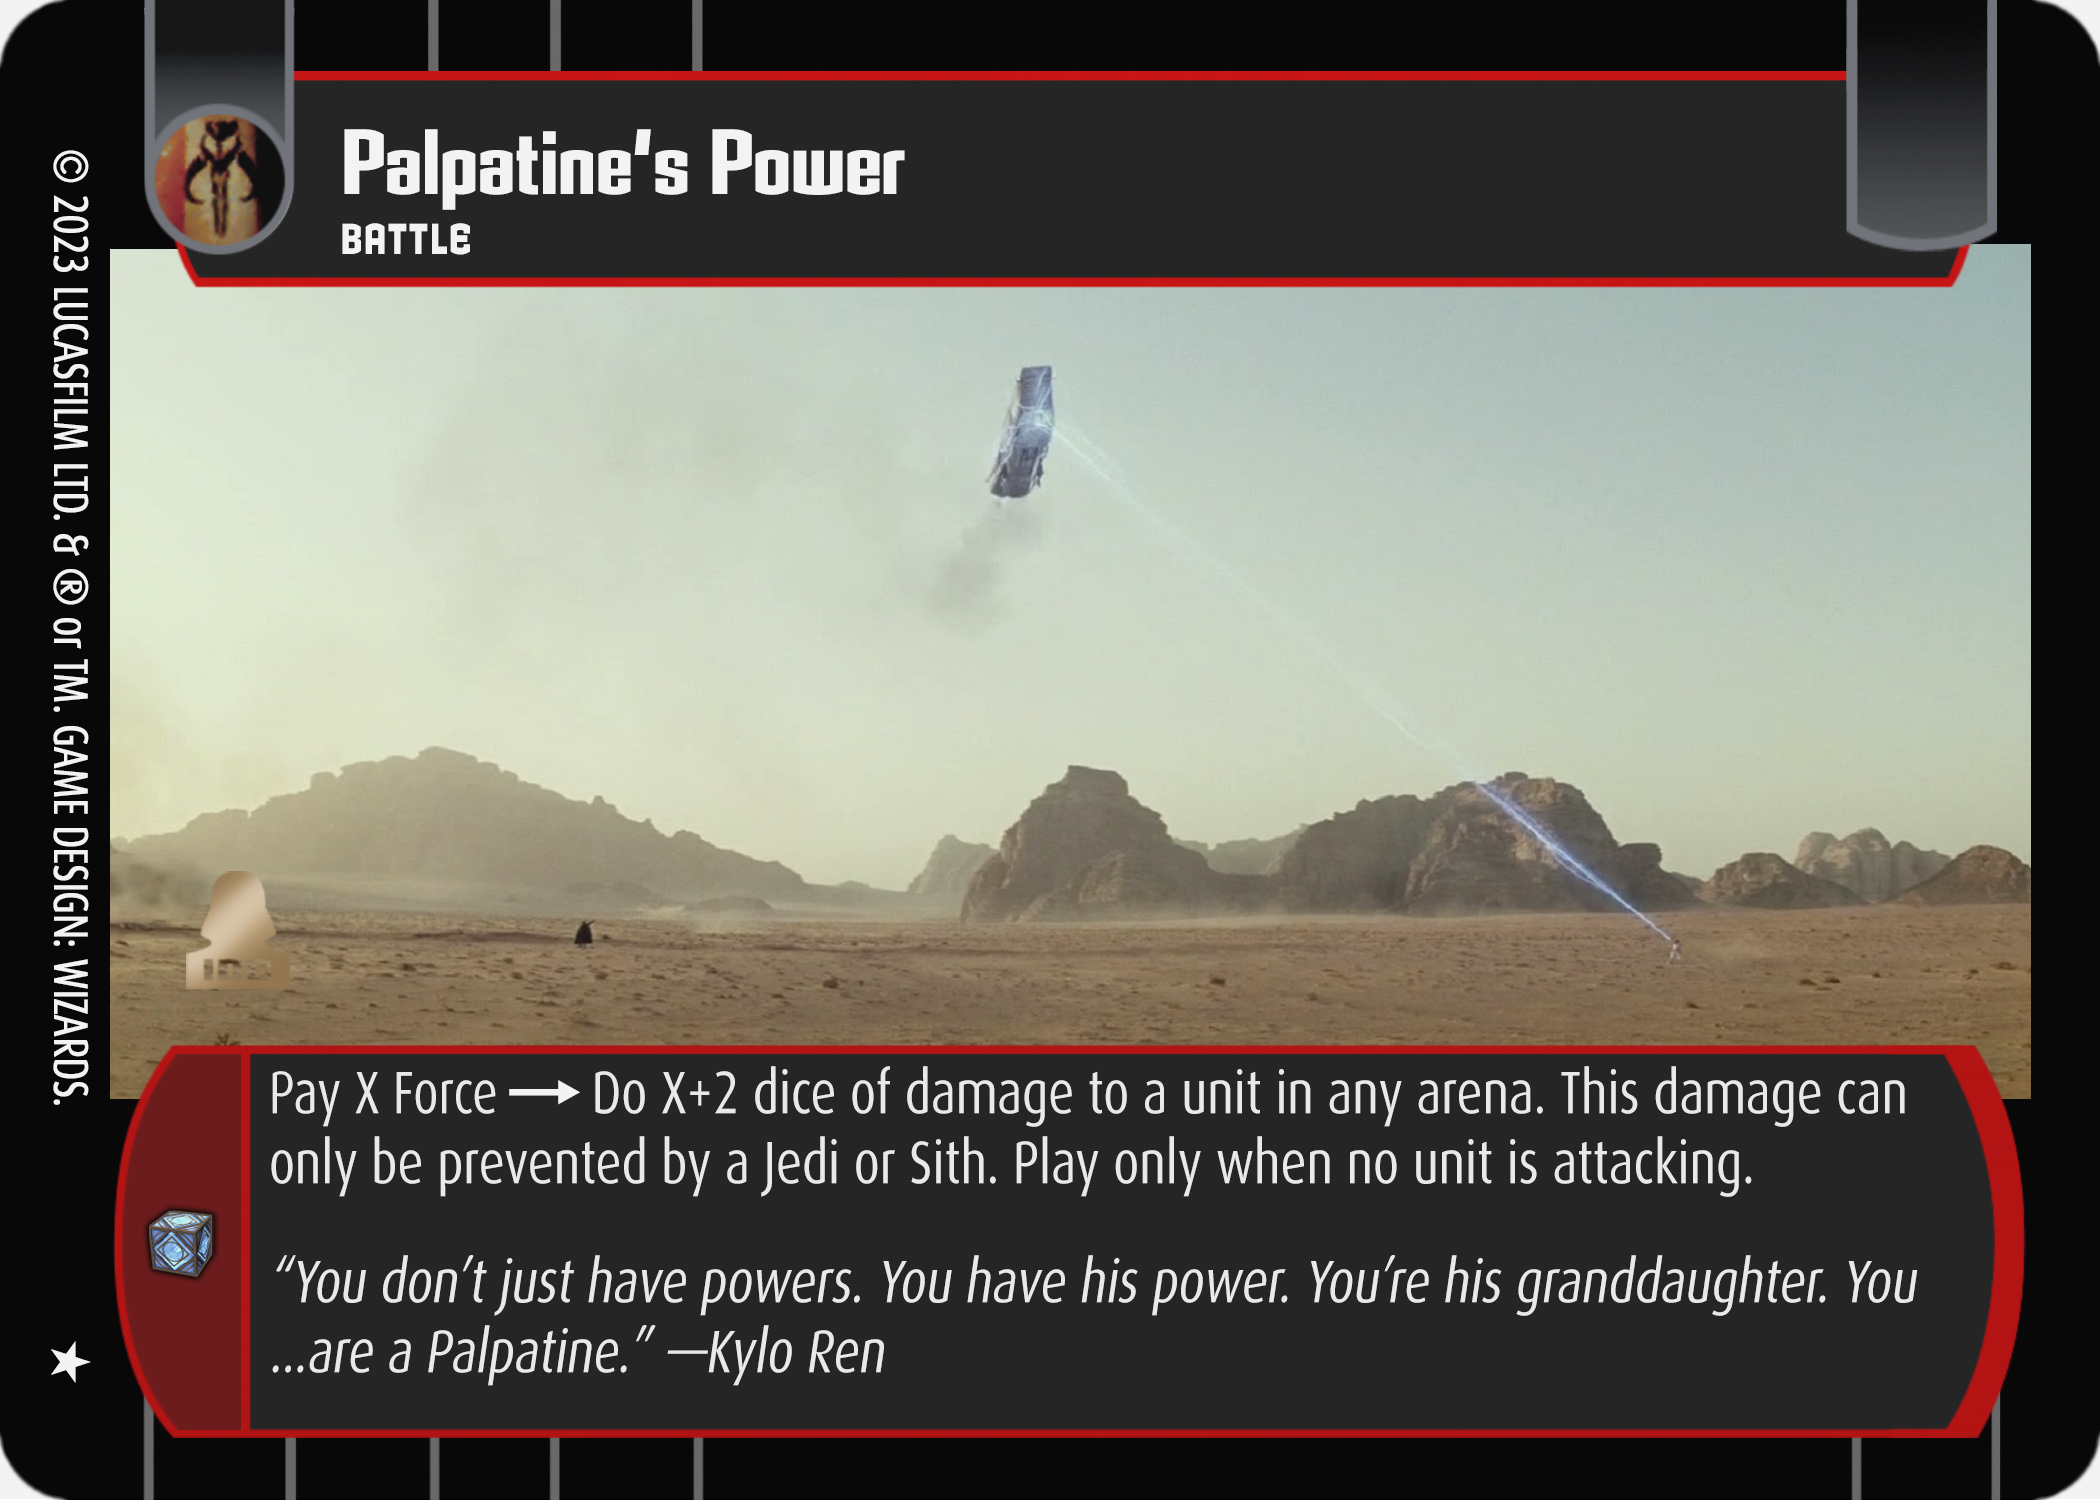 Palpatine's Power
BATTLE
Pay X Force → Do X+2 dice of damage to a unit in any arena. This damage can
only be prevented by a Jedi or Sith. Play only when no unit is attacking.
“You don’t just have powers. You have his power. You’re his granddaughter. You
...are a Palpatine.” —Kylo Ren
© 2023 LUCASFILM LTD. & ® or TM. GAME DESIGN: WIZARDS.